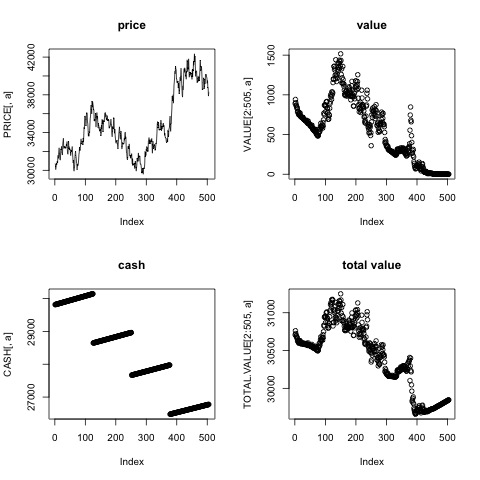 price
PRICE[, a]
30000 34000 38000 42000
0 100 200 300 400 500
Index
value
VALUE[2:505, a]
0 500 1000 1500
0 100 200 300 400 500
Index
cash
CASH[, a]
27000 28000 29000
0 100 200 300 400 500
Index
total value
TOTAL.VALUE[2:505, a]
30000 30500 31000
0 100 200 300 400 500
Index